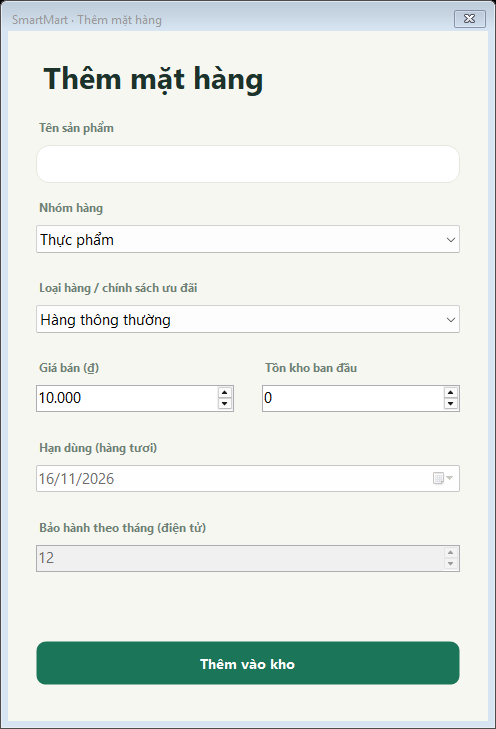 SmartMart · Thêm mặt hàng
Thêm mặt hàng
Tên sản phẩm
Nhóm hàng
Thực phẩm
Loại hàng / chính sách ưu đãi
Hàng thông thường
Giá bán (₫)
Tồn kho ban đầu
10.000
0
Hạn dùng (hàng tươi)
16/11/2026
Bảo hành theo tháng (điện tử)
12
Thêm vào kho